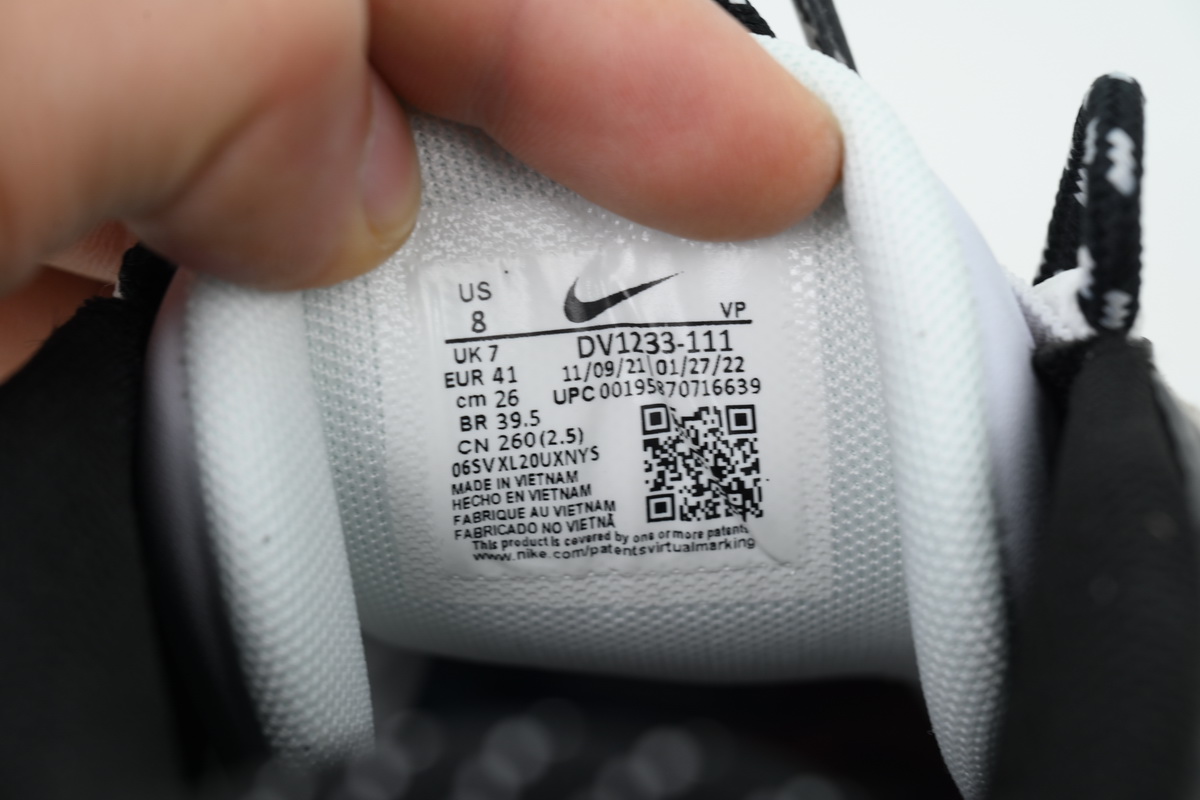 US
8
VP
UK 7
EUR 41
cm 26
BR 39.5
CN 260(2.5)
06SVXL20UXNYS
DV1233-111
11/09/21 01/27/22
UPC 00195870716639
MADE IN VIETNAM
HECHO EN VIETNAM
FABRIQUE AU VIETNAM
FABRICADO NO VIETNÃ
This product is covered by one or more patents
www.nike.com/patentsvirtualmarking